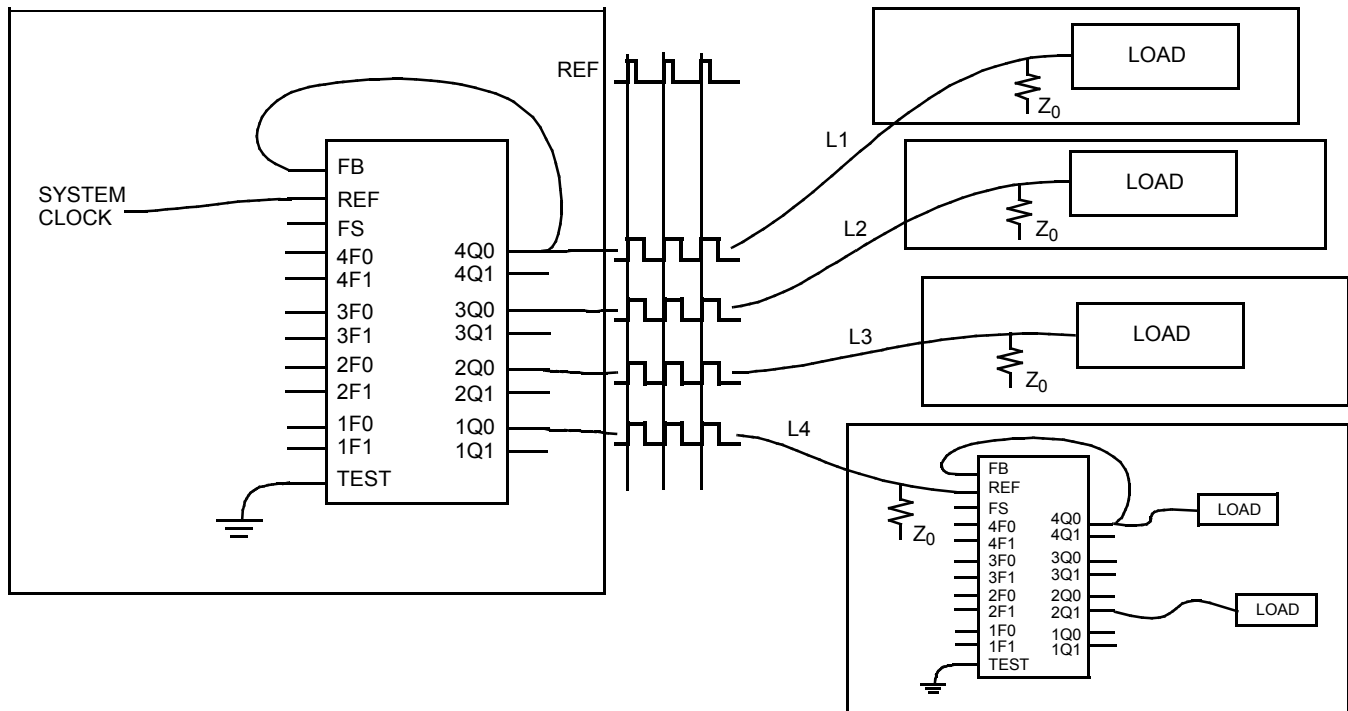 SYSTEM
CLOCK
FB
REF
FS
4F0
4F1
3F0
3F1
2F0
2F1
1F0
1F1
TEST
4Q0
4Q1
3Q0
3Q1
2Q0
2Q1
1Q0
1Q1
REF
L1
L2
L3
L4
LOAD
Z0
LOAD
Z0
LOAD
Z0
Z0
FB
REF
FS
4F0
4F1
3F0
3F1
2F0
2F1
1F0
1F1
TEST
4Q0
4Q1
3Q0
3Q1
2Q0
2Q1
1Q0
1Q1
LOAD
LOAD